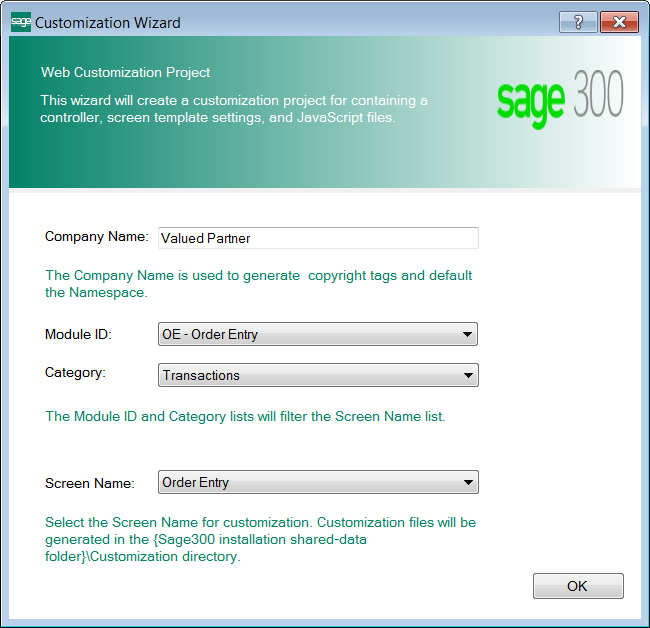 sage Customization Wizard ?
Web Customization Project
This wizard will create a customization project for containing a
controller, screen template settings, and JavaScript files.
sage 300
Company Name: Valued Partner
The Company Name is used to generate  copyright tags and default
the Namespace.
Module ID: OE - Order Entry
Category: Transactions
The Module ID and Category lists will filter the Screen Name list.
Screen Name: Order Entry
Select the Screen Name for customization. Customization files will be
generated in the {Sage300 installation shared-data
folder}\Customization directory.
OK